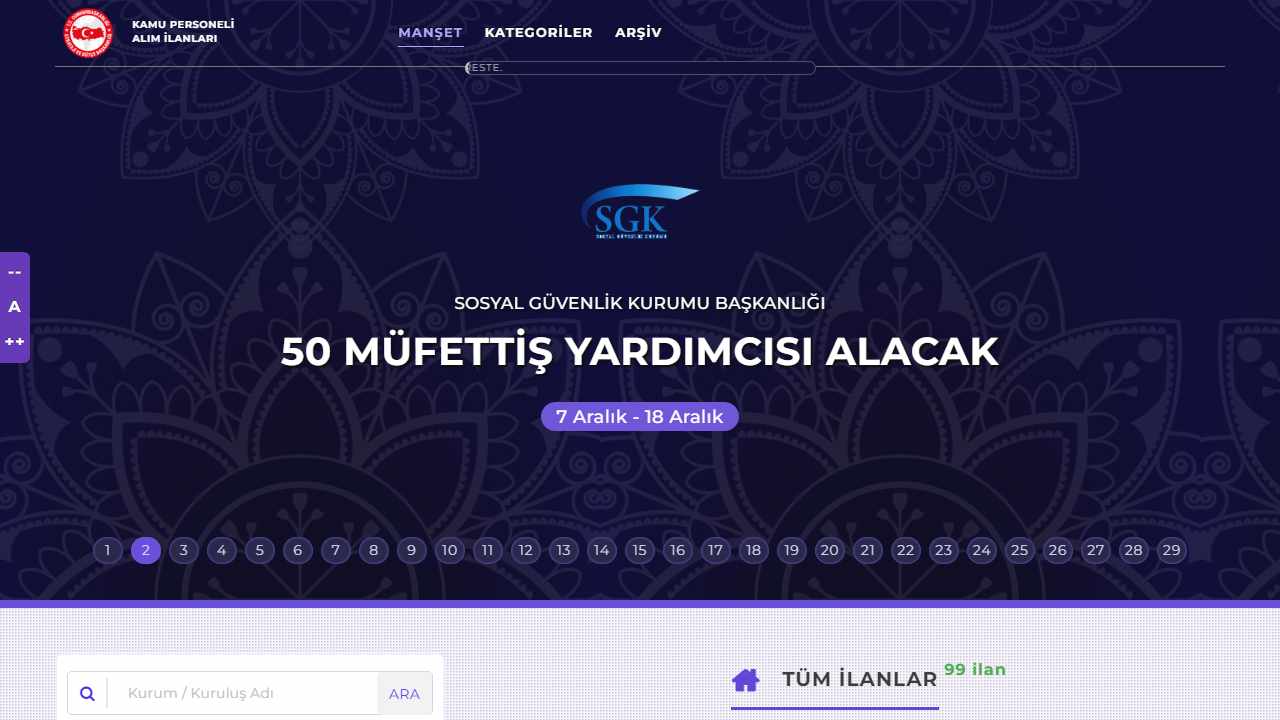 KAMU PERSONELİ
ALIM İLANLARI
MANŞET KATEGORİLER ARŞİV
SGK
SOSYAL GÜVENLİK KURUMU BAŞKANLIĞI
50 MÜFETTİŞ YARDIMCISI ALACAK
7 Aralık - 18 Aralık
--
A
++
1 2 3 4 5 6 7 8 9 10 11 12 13 14 15 16 17 18 19 20 21 22 23 24 25 26 27 28 29
Kurum / Kuruluş Adı ARA
TÜM İLANLAR 99 ilan